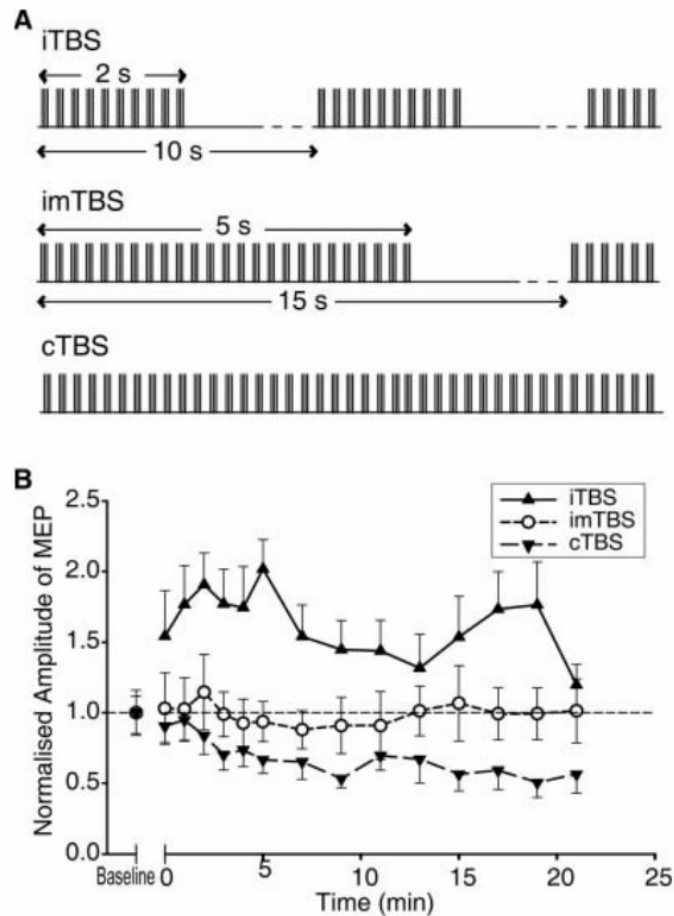 A
iTBS
2 s
10 s
imTBS
5 s
15 s
cTBS
B
2.5
2.0
1.5
1.0
0.5
0.0
Normalised Amplitude of MEP
iTBS
imTBS
cTBS
Baseline 0 5 10 15 20 25
Time (min)